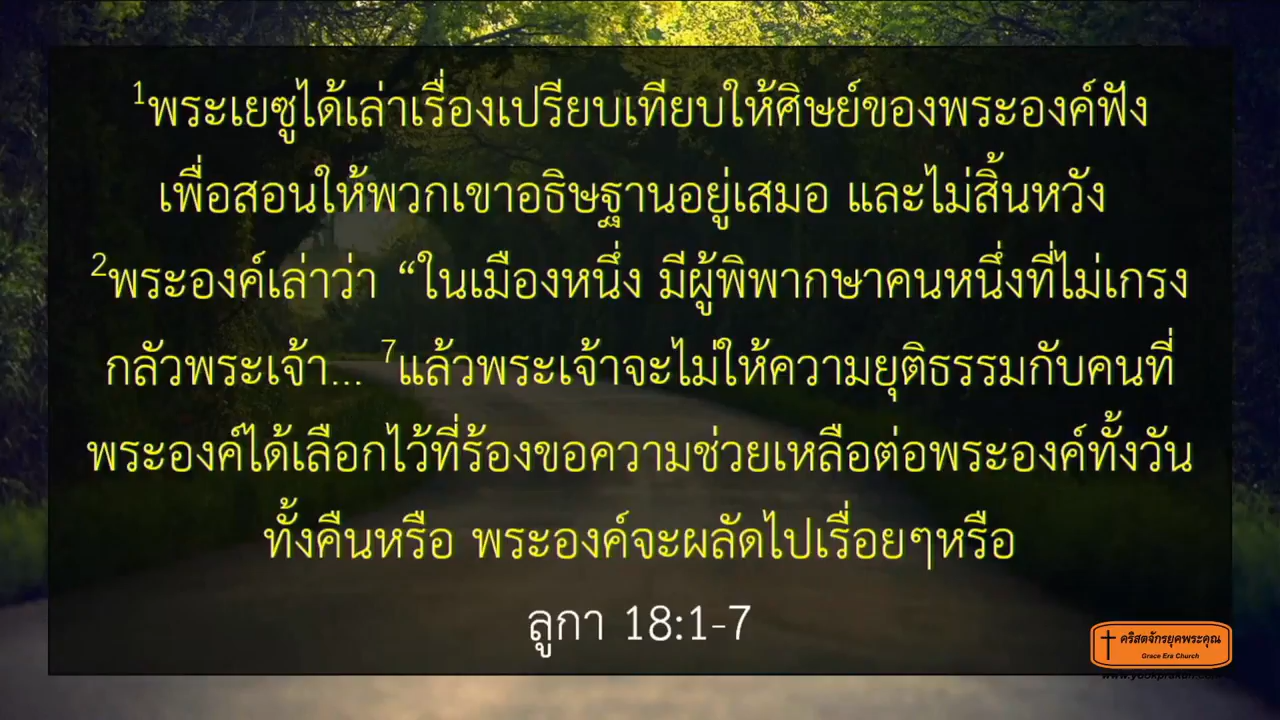 ¹พระเยซูได้เล่าเรื่องเปรียบเทียบให้ศิษย์ของพระองค์ฟัง
เพื่อสอนให้พวกเขาอธิษฐานอยู่เสมอ และไม่สิ้นหวัง
²พระองค์เล่าว่า “ในเมืองหนึ่ง มีผู้พิพากษาคนหนึ่งที่ไม่เกรง
กลัวพระเจ้า... ⁷แล้วพระเจ้าจะไม่ให้ความยุติธรรมกับคนที่
พระองค์ได้เลือกไว้ที่ร้องขอความช่วยเหลือต่อพระองค์ทั้งวัน
ทั้งคืนหรือ พระองค์จะผลัดไปเรื่อยๆหรือ
ลูกา 18:1-7
คริสตจักรยุคพระคุณ
Grace Era Church